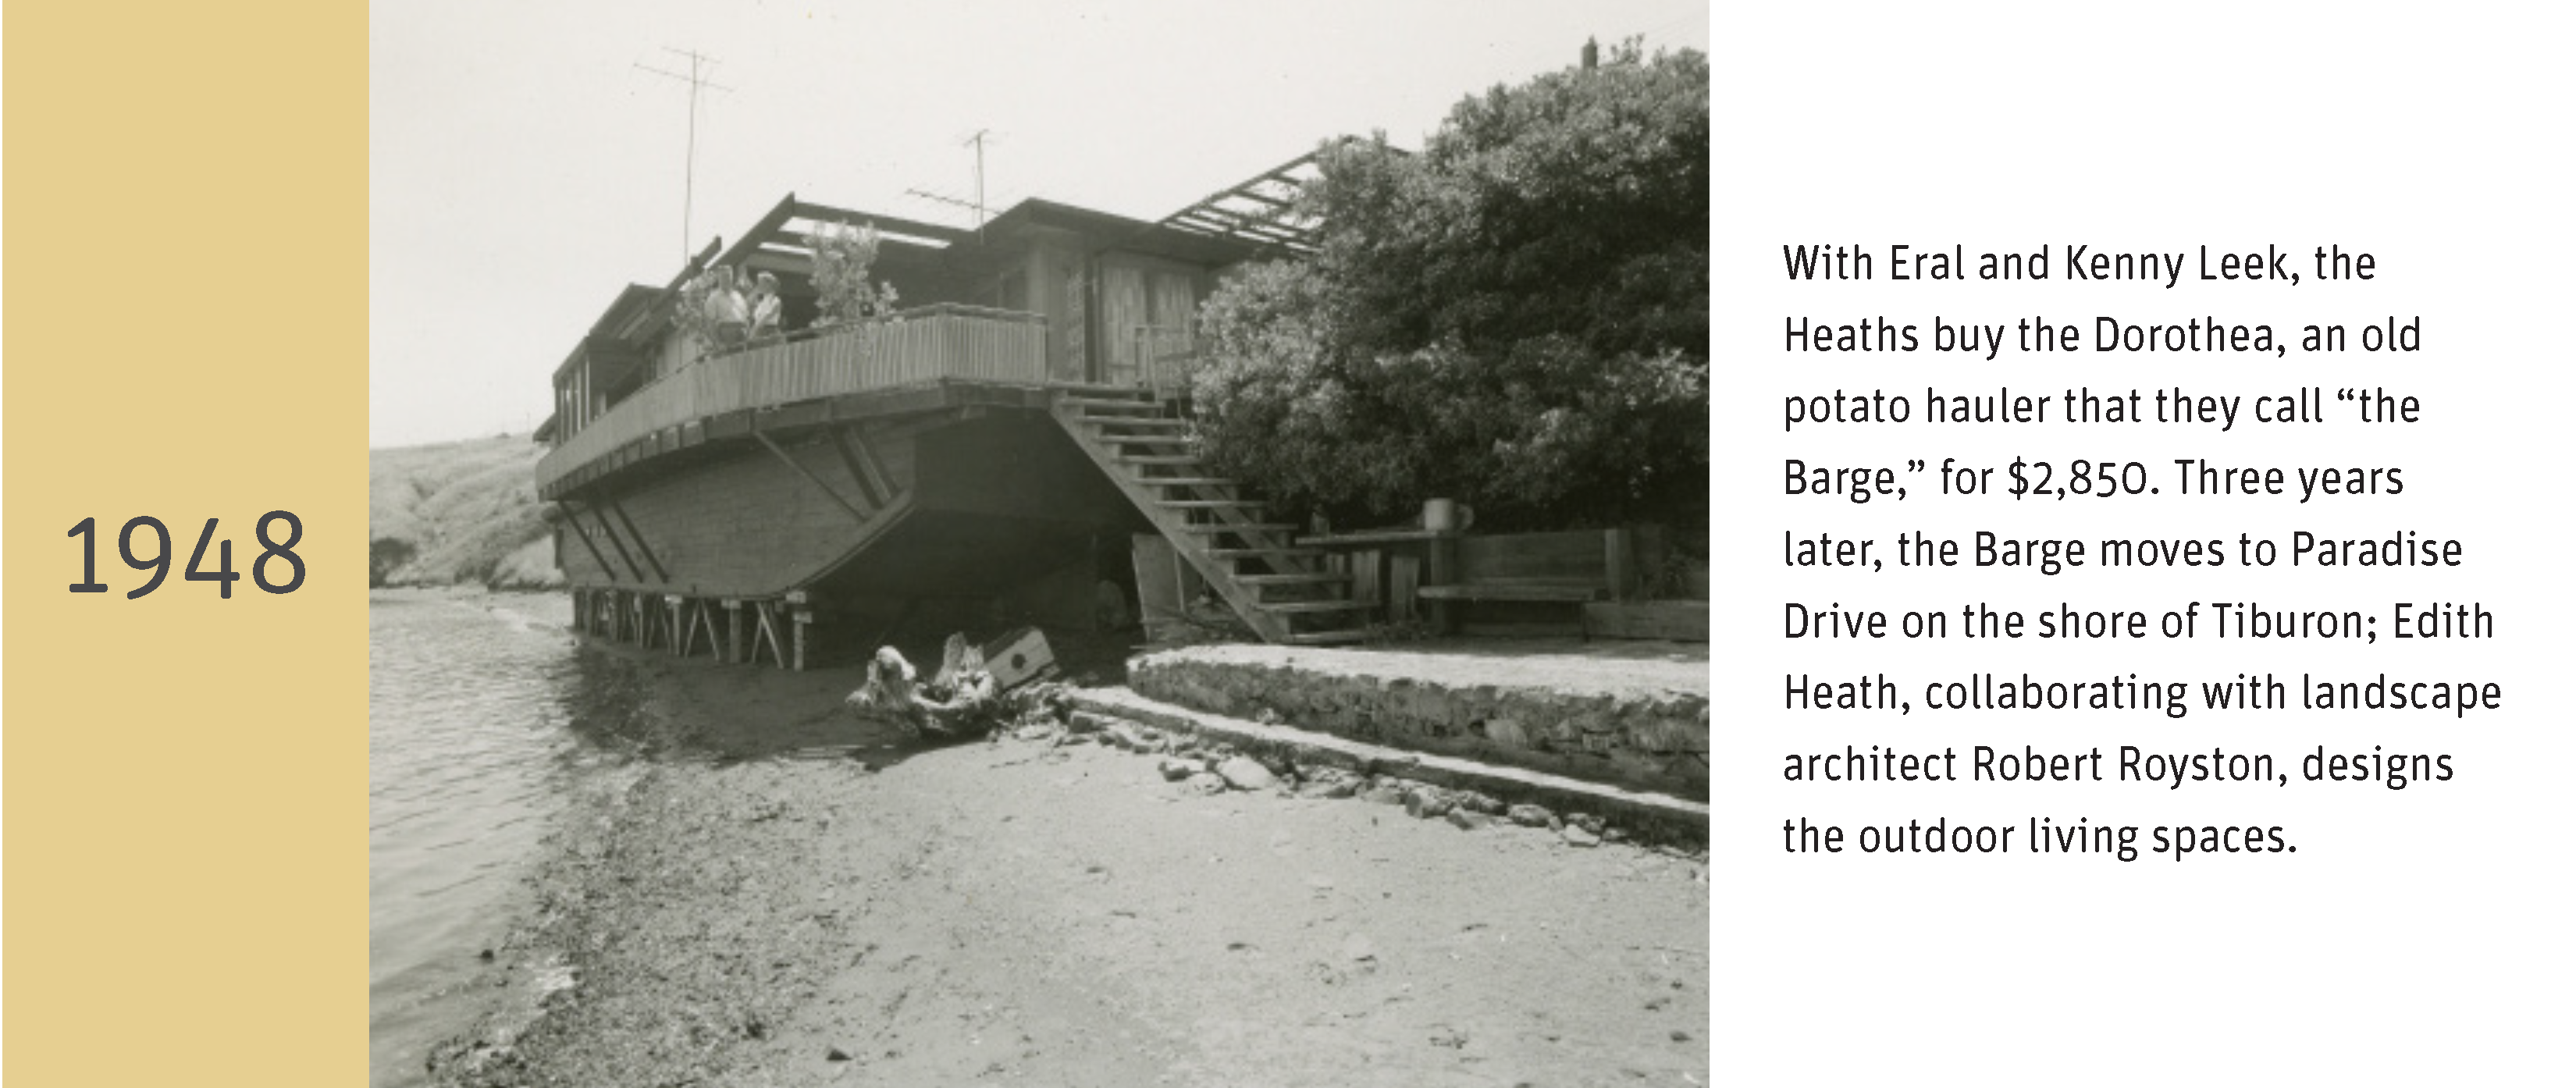 1948
With Eral and Kenny Leek, the
Heaths buy the Dorothea, an old
potato hauler that they call “the
Barge,” for $2,850. Three years
later, the Barge moves to Paradise
Drive on the shore of Tiburon; Edith
Heath, collaborating with landscape
architect Robert Royston, designs
the outdoor living spaces.